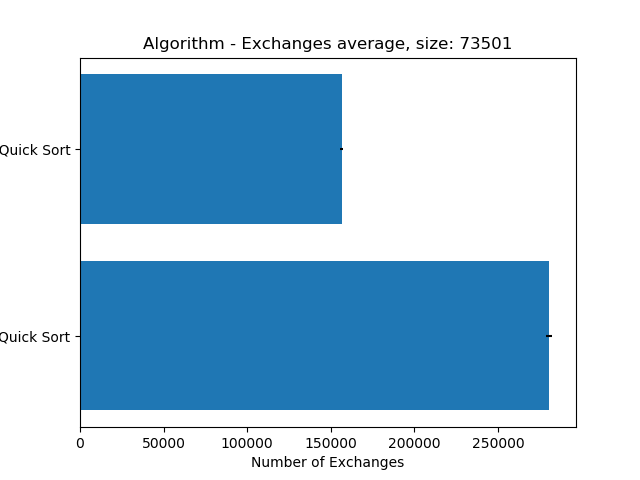 Algorithm - Exchanges average, size: 73501
Quick Sort
Quick Sort
0 50000 100000 150000 200000 250000
Number of Exchanges